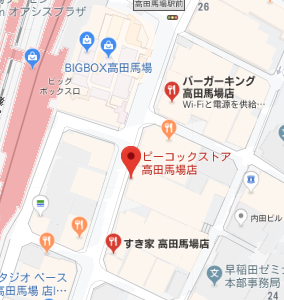 オアシスプラザ
高田馬場駅前
26
BIGBOX高田馬場
ビッグ
ボックスロ
バーガーキング
高田馬場店
Wi-Fiと電源を供給…
ピーコックストア
高田馬場店
内田ビル
すき家 高田馬場店
タジオ ベース
高田馬場 店I…
早稲田ゼミナ
本部事務局
24